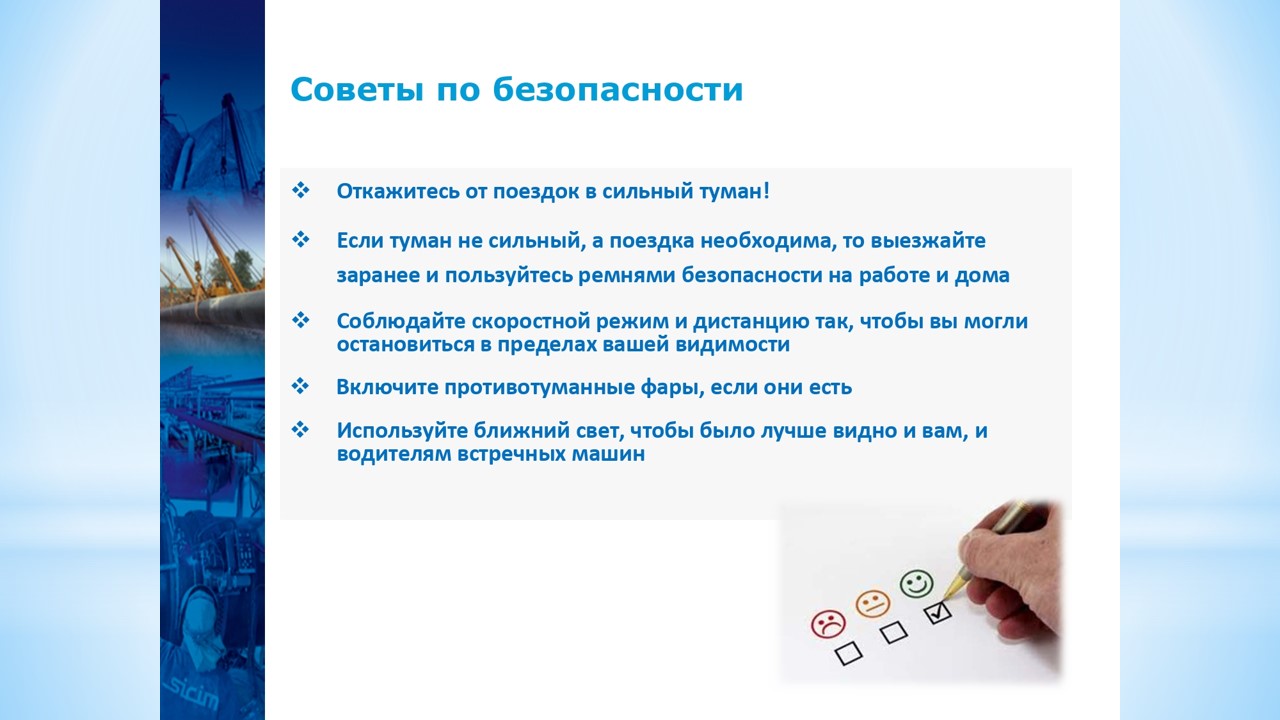 Советы по безопасности
❖ Откажитесь от поездок в сильный туман!
❖ Если туман не сильный, а поездка необходима, то выезжайте
заранее и пользуйтесь ремнями безопасности на работе и дома
❖ Соблюдайте скоростной режим и дистанцию так, чтобы вы могли
остановиться в пределах вашей видимости
❖ Включите противотуманные фары, если они есть
❖ Используйте ближний свет, чтобы было лучше видно и вам, и
водителям встречных машин
sicim